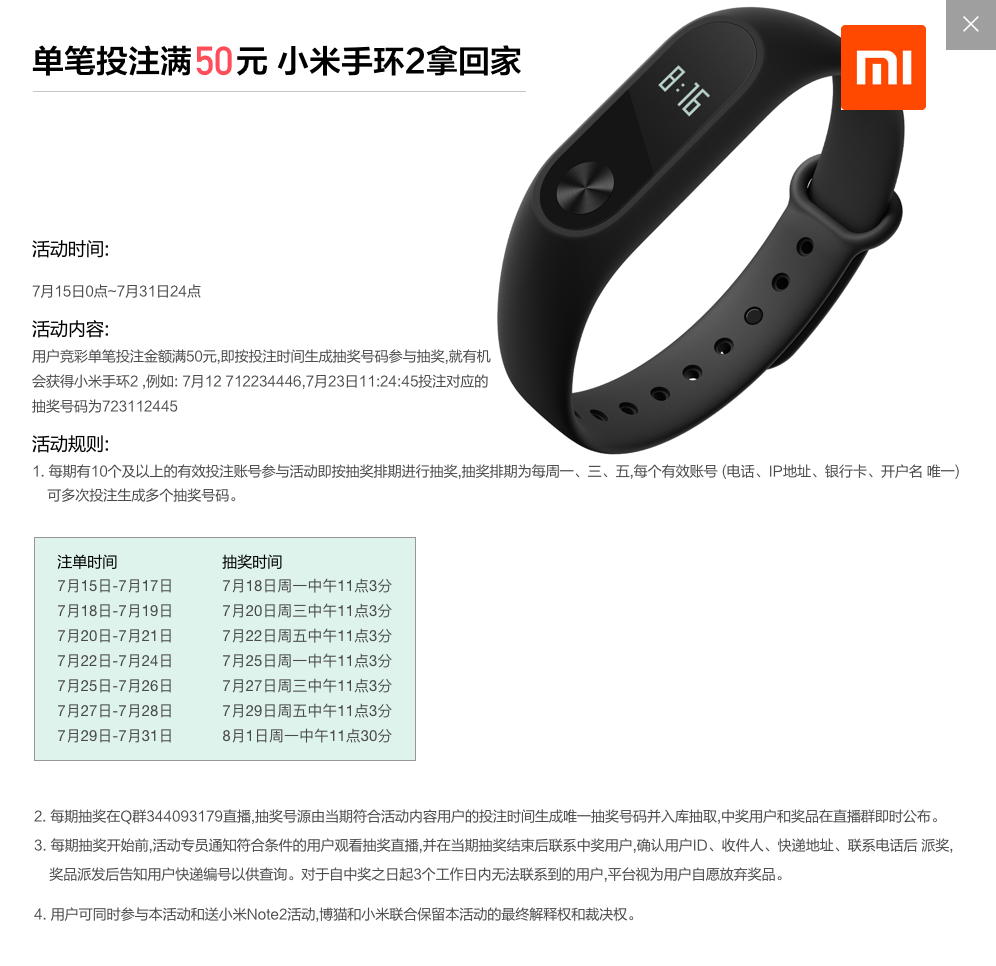 单笔投注满50元 小米手环2拿回家
8:16
MI
活动时间:
7月15日0点~7月31日24点
活动内容:
用户竞彩单笔投注金额满50元,即按投注时间生成抽奖号码参与抽奖,就有机
会获得小米手环2 ,例如: 7月12 712234446,7月23日11:24:45投注对应的
抽奖号码为723112445
活动规则:
1. 每期有10个及以上的有效投注账号参与活动即按抽奖排期进行抽奖,抽奖排期为每周一、三、五,每个有效账号 (电话、IP地址、银行卡、开户名 唯一)
可多次投注生成多个抽奖号码。
注单时间 抽奖时间
7月15日-7月17日 7月18日周一中午11点3分
7月18日-7月19日 7月20日周三中午11点3分
7月20日-7月21日 7月22日周五中午11点3分
7月22日-7月24日 7月25日周一中午11点3分
7月25日-7月26日 7月27日周三中午11点3分
7月27日-7月28日 7月29日周五中午11点3分
7月29日-7月31日 8月1日周一中午11点30分
2. 每期抽奖在Q群344093179直播,抽奖号源由当期符合活动内容用户的投注时间生成唯一抽奖号码并入库抽取,中奖用户和奖品在直播群即时公布。
3. 每期抽奖开始前,活动专员通知符合条件的用户观看抽奖直播,并在当期抽奖结束后联系中奖用户,确认用户ID、收件人、快递地址、联系电话后 派奖,
奖品派发后告知用户快递编号以供查询。对于自中奖之日起3个工作日内无法联系到的用户,平台视为用户自愿放弃奖品。
4. 用户可同时参与本活动和送小米Note2活动,博猫和小米联合保留本活动的最终解释权和裁决权。